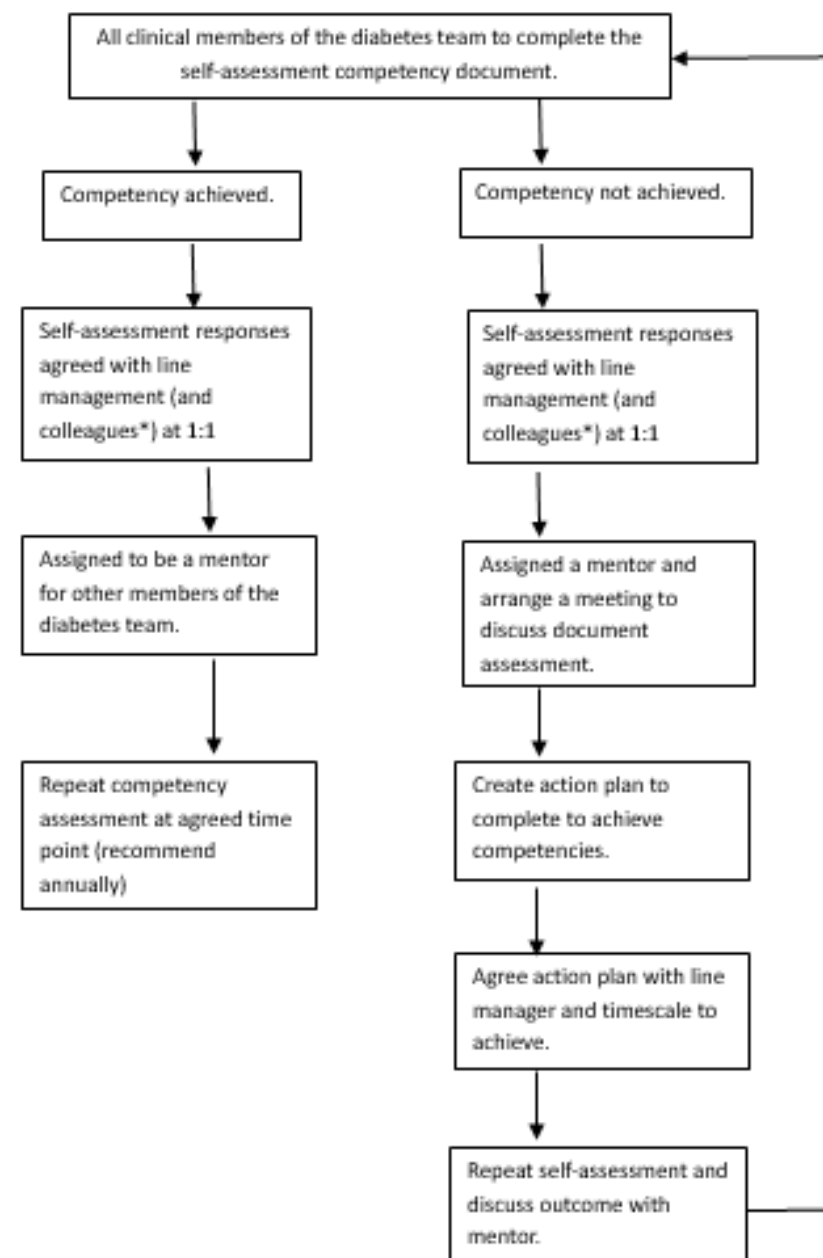 All clinical members of the diabetes team to complete the
self-assessment competency document.
Competency achieved.
Competency not achieved.
Self-assessment responses
agreed with line
management (and
colleagues*) at 1:1
Self-assessment responses
agreed with line
management (and
colleagues*) at 1:1
Assigned to be a mentor
for other members of the
diabetes team.
Assigned a mentor and
arrange a meeting to
discuss document
assessment.
Repeat competency
assessment at agreed time
point (recommend
annually)
Create action plan to
complete to achieve
competencies.
Agree action plan with line
manager and timescale to
achieve.
Repeat self-assessment and
discuss outcome with
mentor.